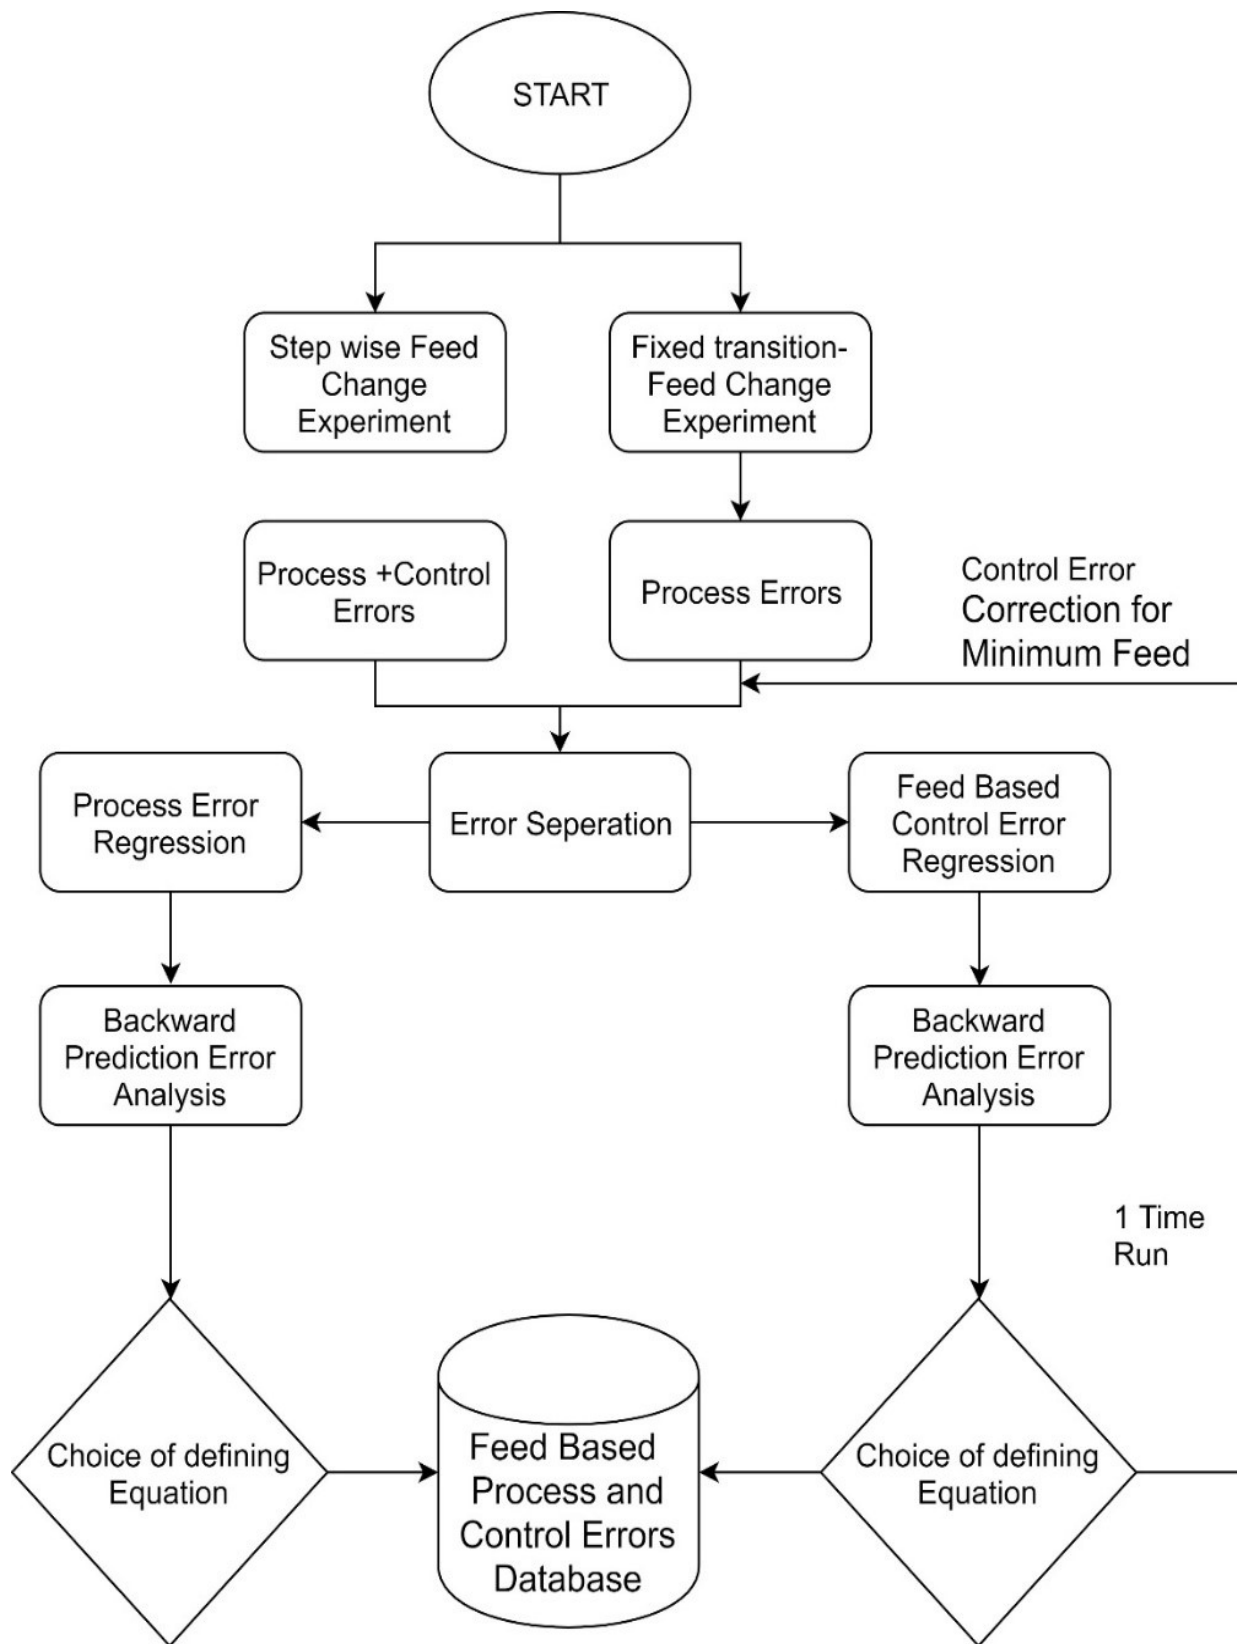 START
Step wise Feed
Change
Experiment
Fixed transition-
Feed Change
Experiment
Process +Control
Errors
Process Errors
Control Error
Correction for
Minimum Feed
Process Error
Regression
Error Seperation
Feed Based
Control Error
Regression
Backward
Prediction Error
Analysis
Backward
Prediction Error
Analysis
1 Time
Run
Choice of defining
Equation
Feed Based
Process and
Control Errors
Database
Choice of defining
Equation